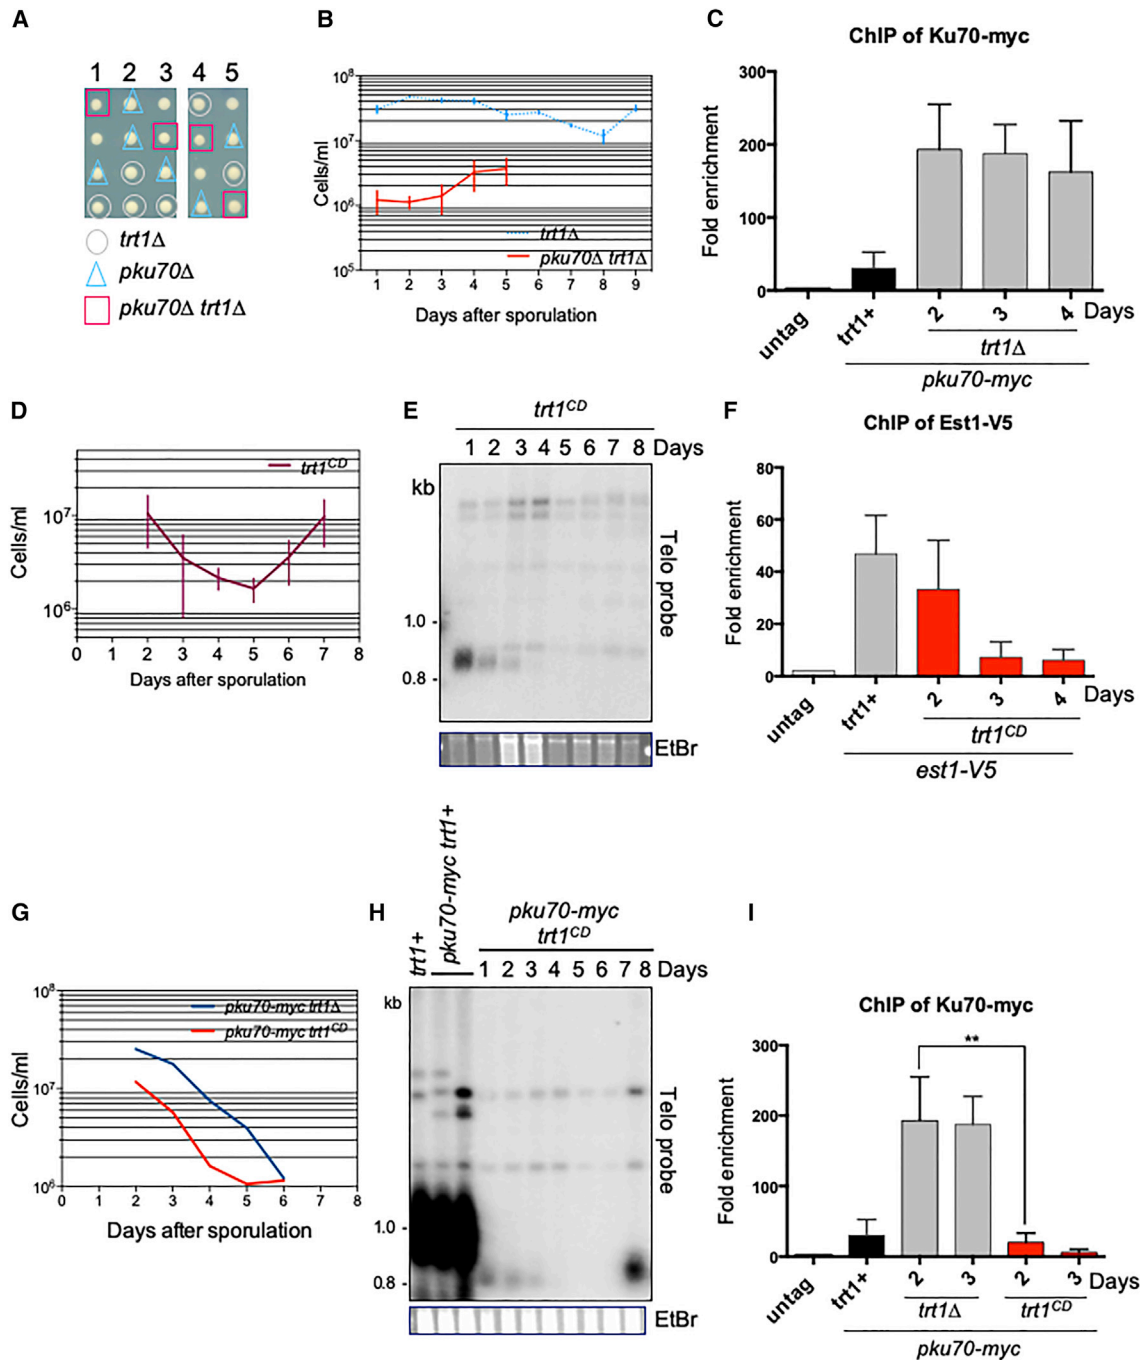 A
1 2 3 4 5
trt1Δ
pku70Δ
pku70Δ trt1Δ
B
Cells/ml
10⁸
10⁷
10⁶
10⁵
trt1Δ
pku70Δ trt1Δ
1 2 3 4 5 6 7 8 9
Days after sporulation
C
ChIP of Ku70-myc
Fold enrichment
300
200
100
0
untag
trt1+
2 3 4 Days
trt1Δ
pku70-myc
D
Cells/ml
10⁷
10⁶
trt1ᶜᴰ
0 1 2 3 4 5 6 7 8
Days after sporulation
E
trt1ᶜᴰ
1 2 3 4 5 6 7 8 Days
kb
1.0 -
0.8 -
Telo probe
EtBr
F
ChIP of Est1-V5
Fold enrichment
80
60
40
20
0
untag
trt1+
2 3 4 Days
trt1ᶜᴰ
est1-V5
G
Cells/ml
10⁸
10⁷
10⁶
pku70-myc trt1Δ
pku70-myc trt1ᶜᴰ
0 1 2 3 4 5 6 7 8
Days after sporulation
H
trt1+
pku70-myc trt1+
pku70-myc
trt1ᶜᴰ
1 2 3 4 5 6 7 8 Days
kb
1.0 -
0.8 -
Telo probe
EtBr
I
ChIP of Ku70-myc
**
Fold enrichment
300
200
100
0
untag
trt1+
2 3 2 3 Days
trt1Δ trt1ᶜᴰ
pku70-myc